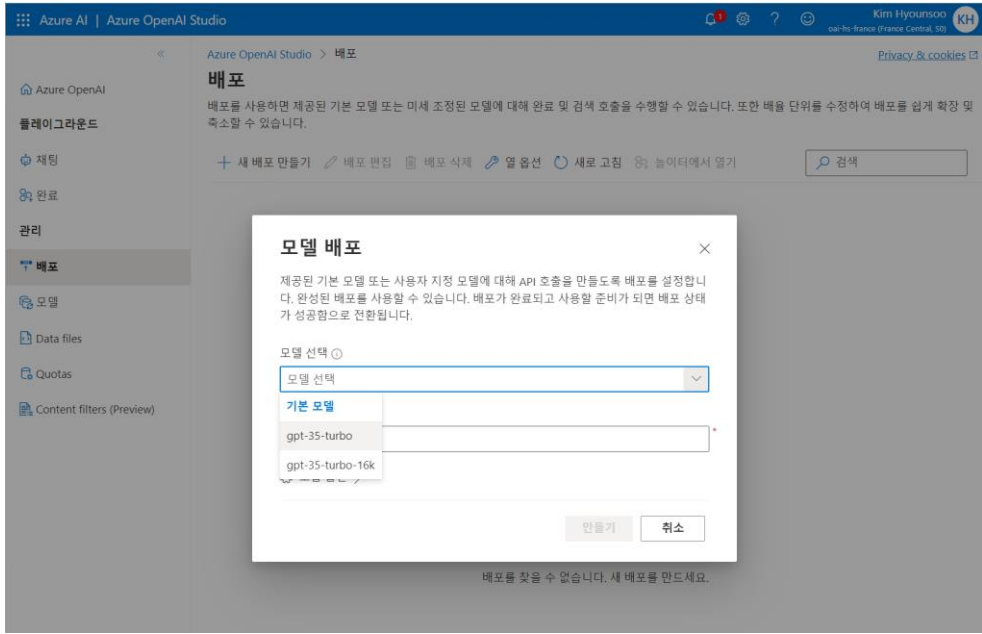 Azure AI | Azure OpenAI Studio
1
Kim Hyounsoo
oai-hs-france (France Central, S0)
KH
Azure OpenAI Studio > 배포
Privacy & cookies
배포
배포를 사용하면 제공된 기본 모델 또는 미세 조정된 모델에 대해 완료 및 검색 호출을 수행할 수 있습니다. 또한 배율 단위를 수정하여 배포를 쉽게 확장 및
축소할 수 있습니다.
Azure OpenAI
플레이그라운드
채팅
완료
관리
배포
모델
Data files
Quotas
Content filters (Preview)
새 배포 만들기 배포 편집 배포 삭제 열 옵션 새로 고침 놀이터에서 열기
검색
모델 배포
제공된 기본 모델 또는 사용자 지정 모델에 대해 API 호출을 만들도록 배포를 설정합니
다. 완성된 배포를 사용할 수 있습니다. 배포가 완료되고 사용할 준비가 되면 배포 상태
가 성공함으로 전환됩니다.
모델 선택
모델 선택
기본 모델
gpt-35-turbo
*
gpt-35-turbo-16k
만들기
취소
배포를 찾을 수 없습니다. 새 배포를 만드세요.